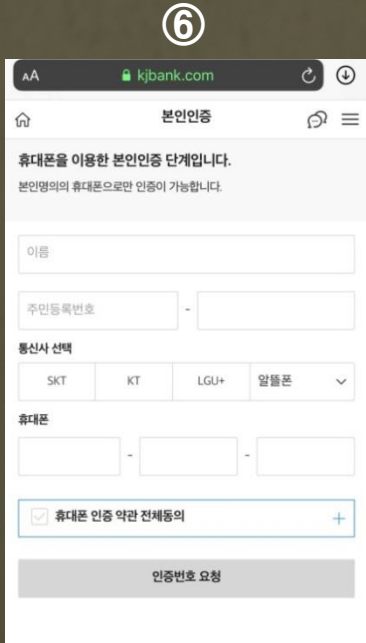 ⑥
AA kjbank.com
본인인증
휴대폰을 이용한 본인인증 단계입니다.
본인명의의 휴대폰으로만 인증이 가능합니다.
이름
주민등록번호 -
통신사 선택
SKT KT LGU+ 알뜰폰
휴대폰
- -
휴대폰 인증 약관 전체동의 +
인증번호 요청